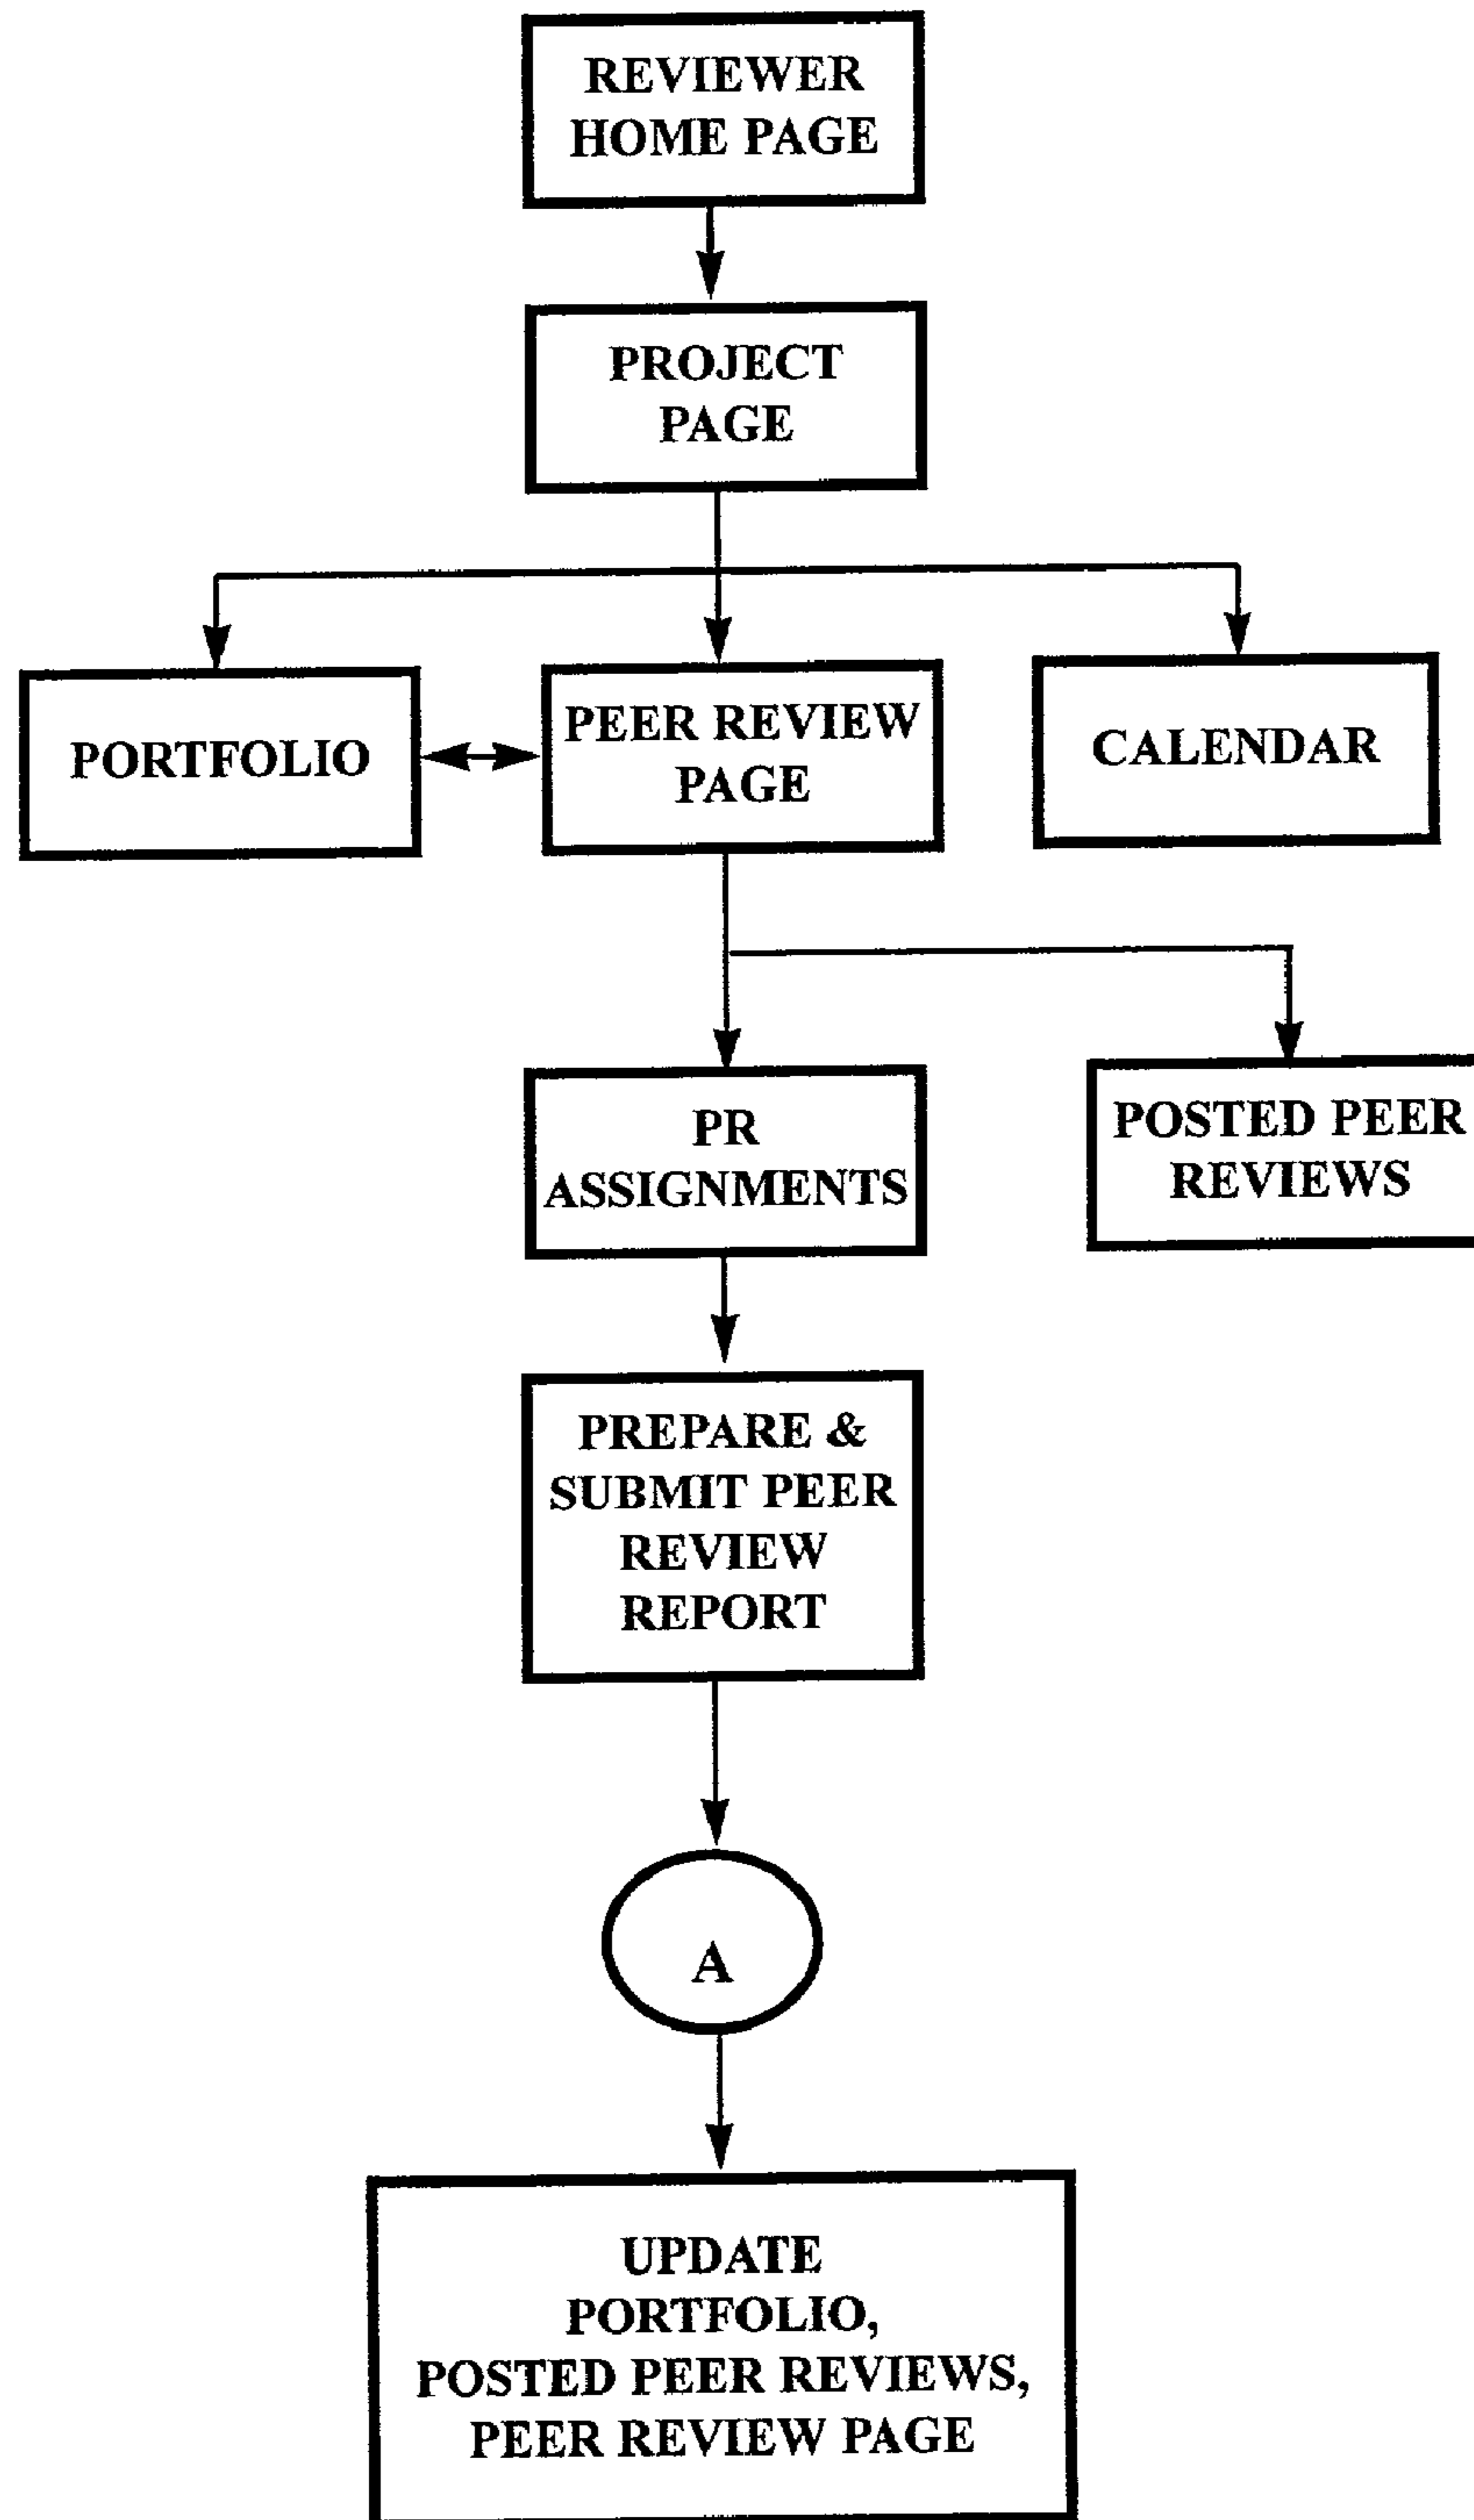 REVIEWER
HOME PAGE
PROJECT
PAGE
PORTFOLIO
PEER REVIEW
PAGE
CALENDAR
PR
ASSIGNMENTS
POSTED PEER
REVIEWS
PREPARE &
SUBMIT PEER
REVIEW
REPORT
A
UPDATE
PORTFOLIO,
POSTED PEER REVIEWS,
PEER REVIEW PAGE